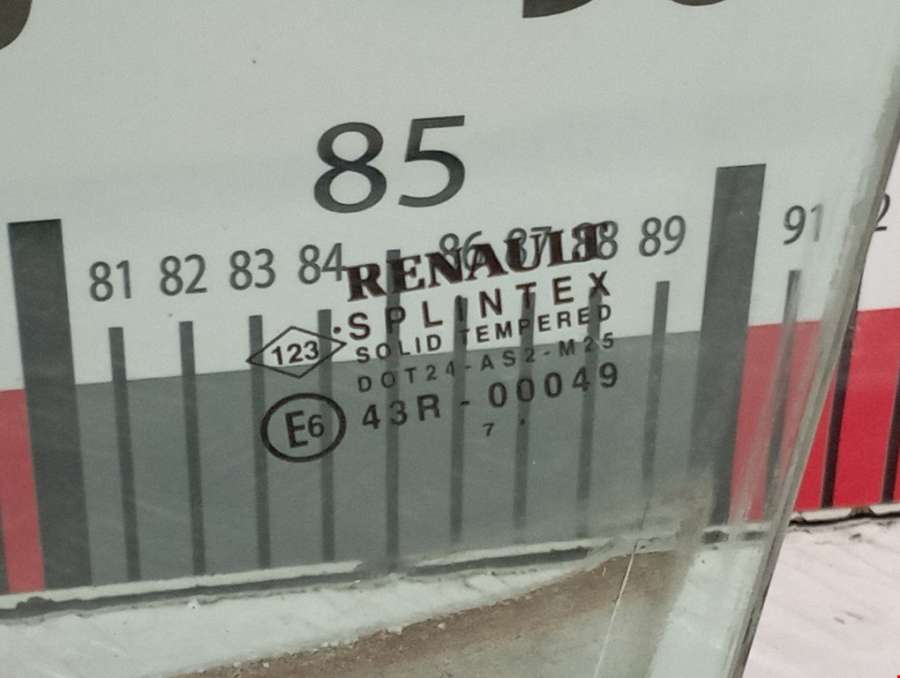 85
81 82 83 84 86 87 88 89 91
RENAULT
SPLINTEX
123
SOLID TEMPERED
DOT24-AS2-M25
E6 43R-00049
7 .